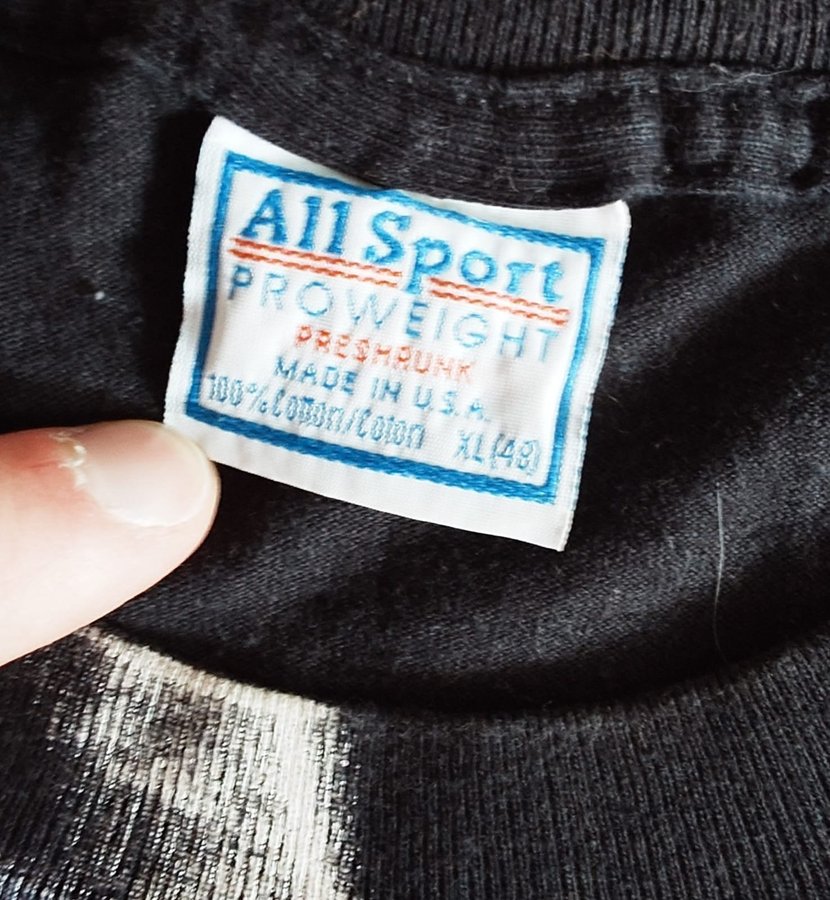 All Sport
PROWEIGHT
PRESHRUNK
MADE IN U.S.A.
100% Cotton/Coton XL(48)